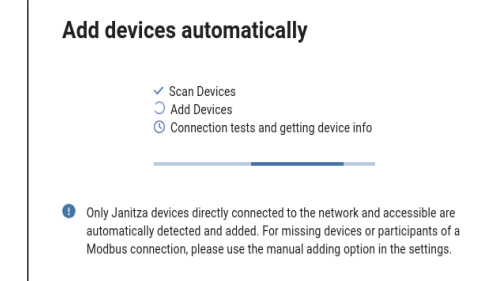 Add devices automatically
Scan Devices
Add Devices
Connection tests and getting device info
Only Janitza devices directly connected to the network and accessible are
automatically detected and added. For missing devices or participants of a
Modbus connection, please use the manual adding option in the settings.